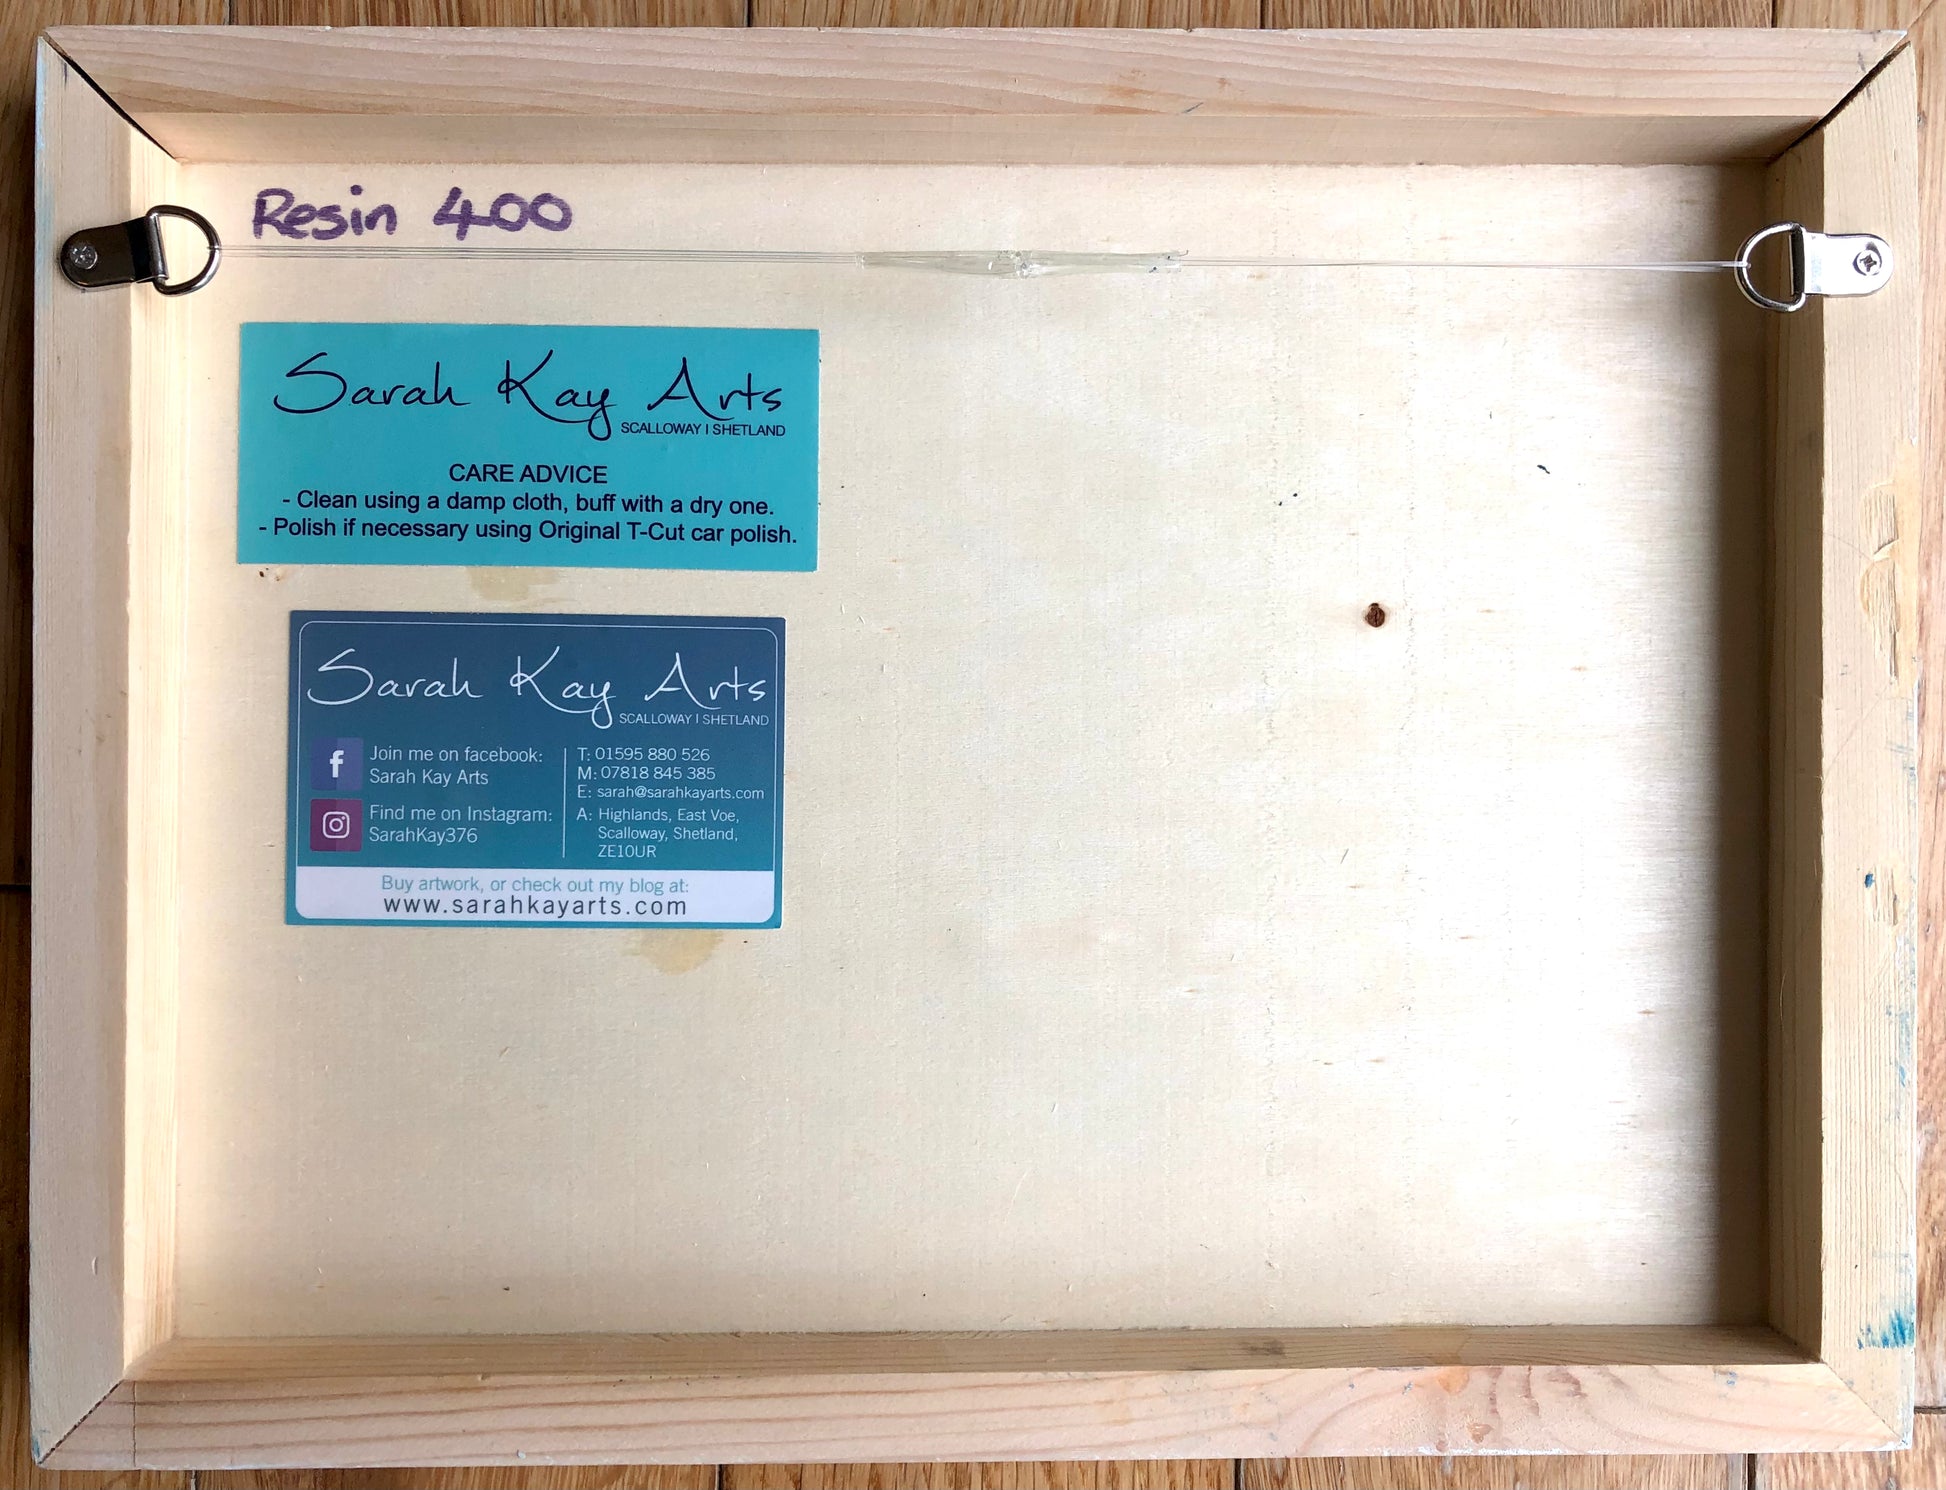 Resin 400
Sarah Kay Arts
SCALLOWAY | SHETLAND
CARE ADVICE
- Clean using a damp cloth, buff with a dry one.
- Polish if necessary using Original T-Cut car polish.
Sarah Kay Arts
SCALLOWAY | SHETLAND
Join me on facebook:
Sarah Kay Arts
Find me on Instagram:
SarahKay376
T: 01595 880 526
M: 07818 845 385
E: sarah@sarahkayarts.com
A: Highlands, East Voe,
Scalloway, Shetland,
ZE10UR
Buy artwork, or check out my blog at:
www.sarahkayarts.com